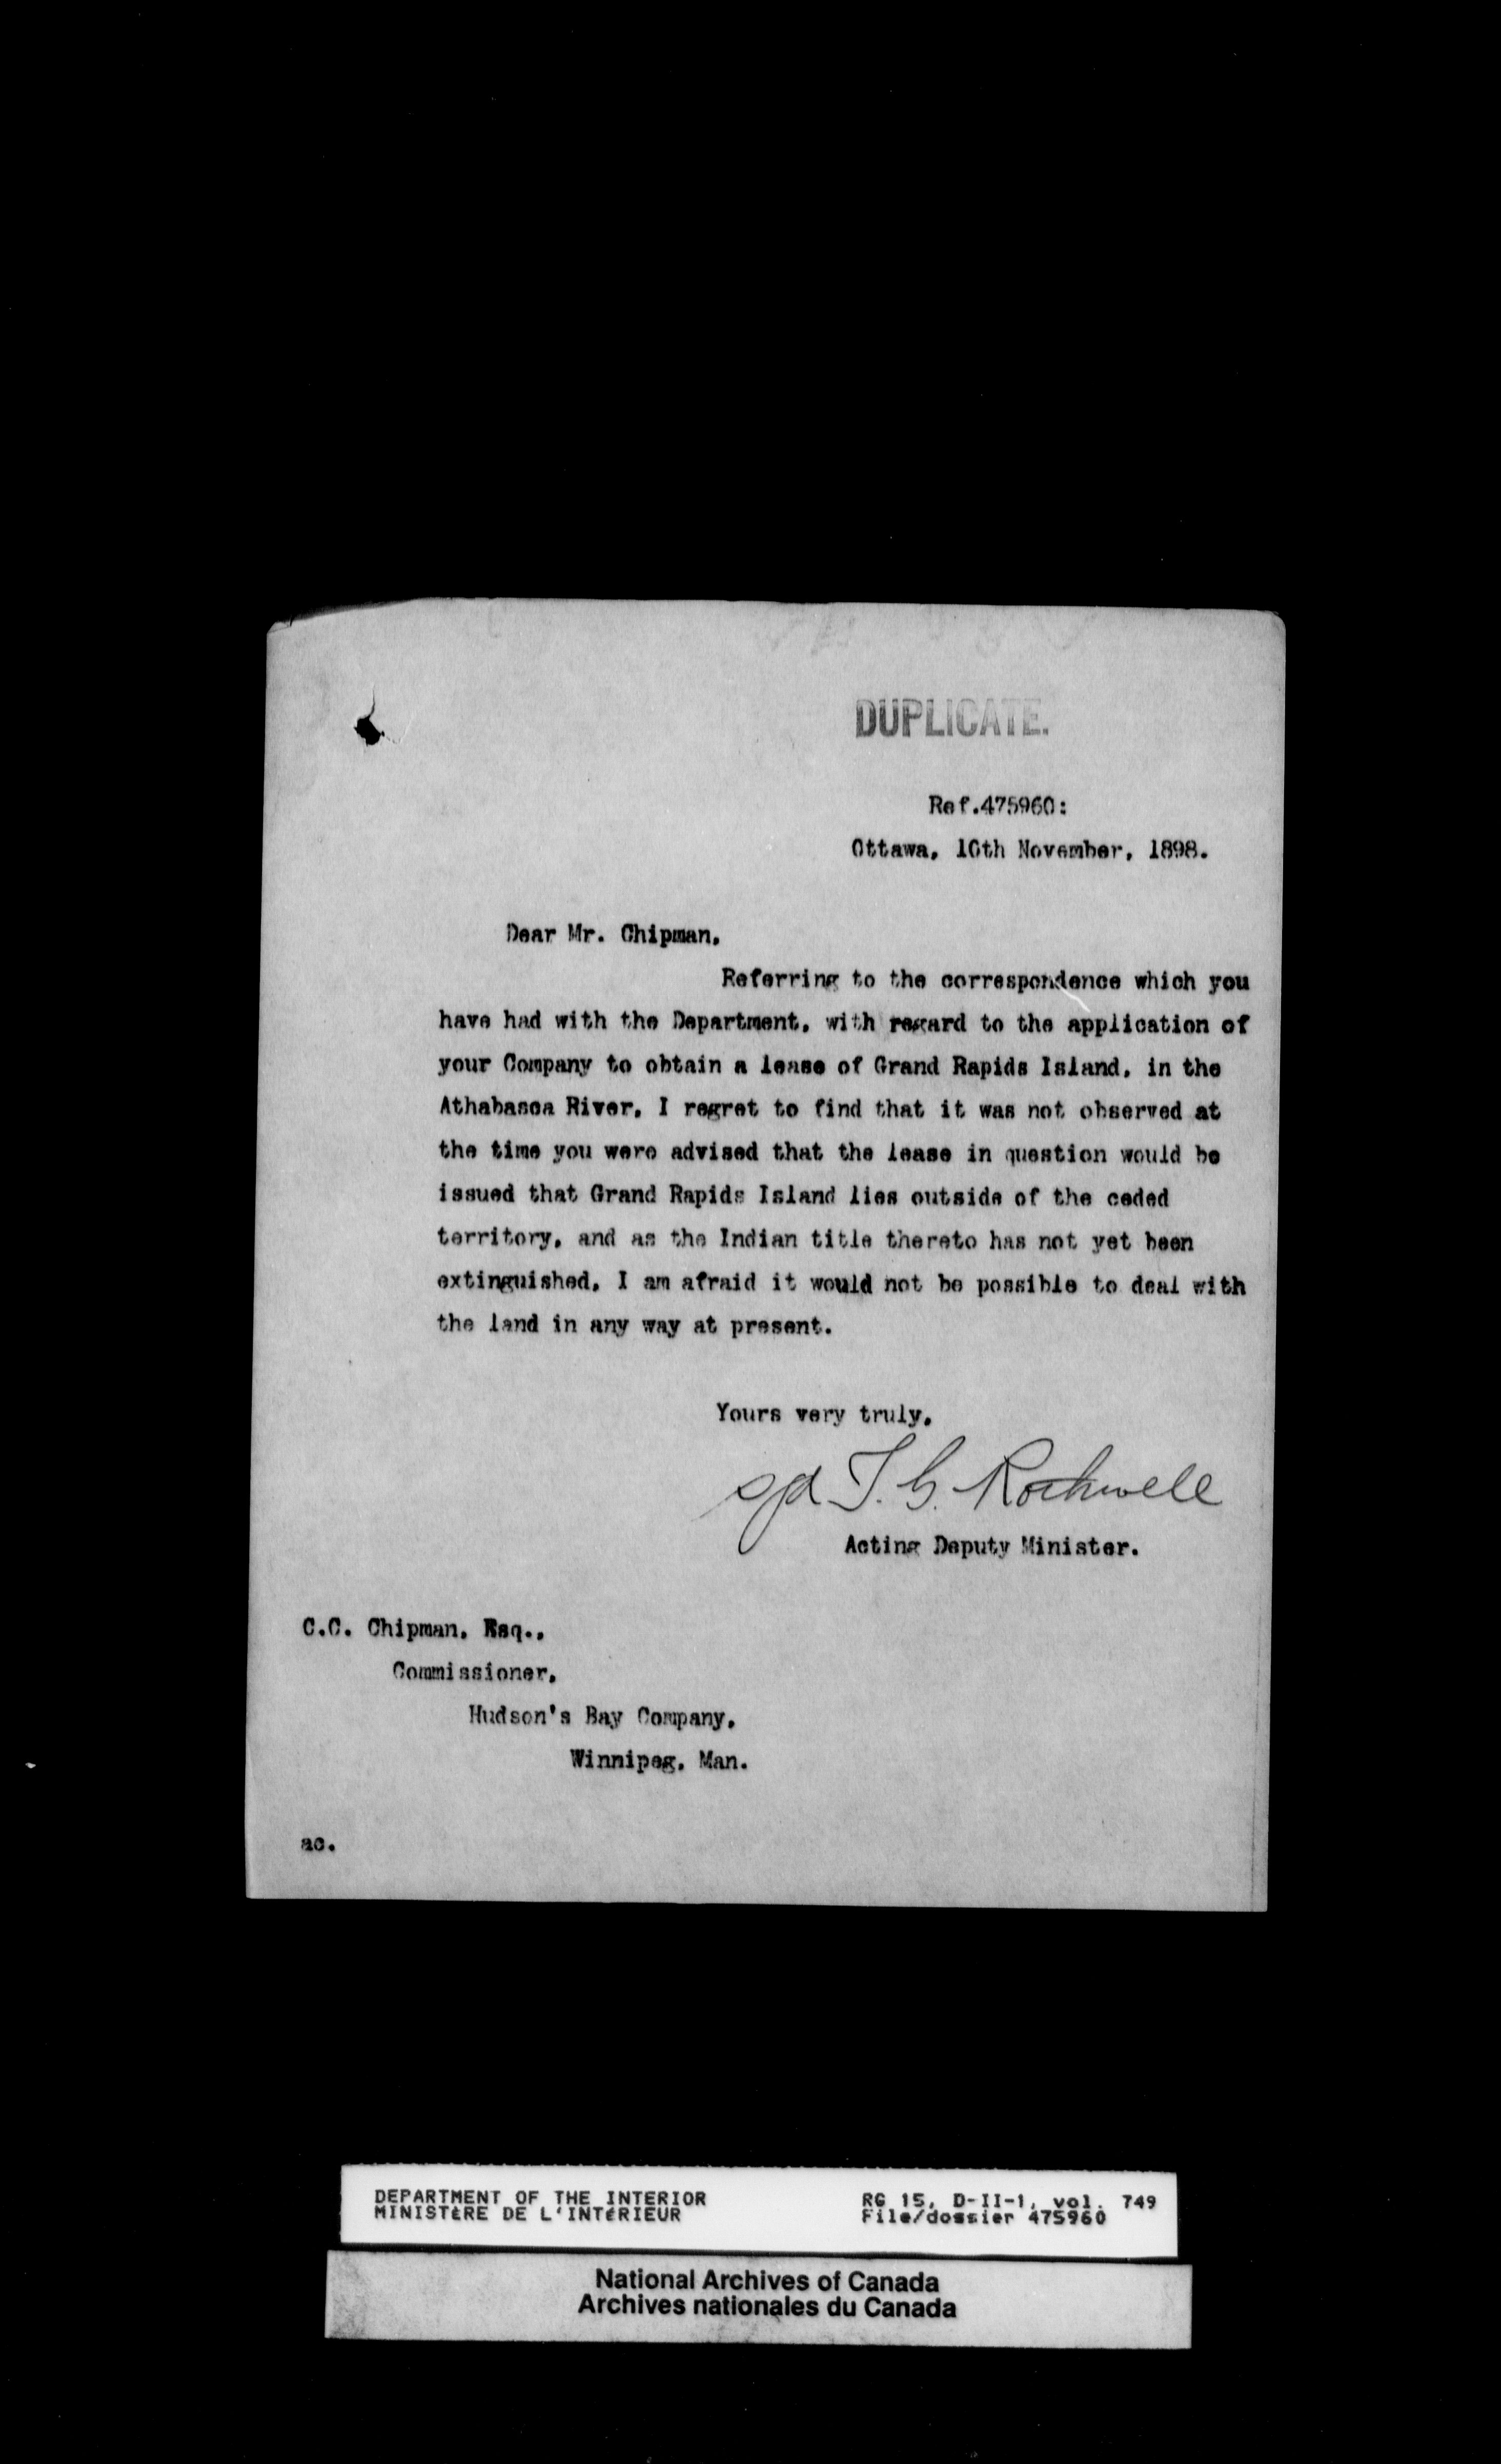 DUPLICATE.
Ref.475960:
Ottawa, 10th November, 1898.
Dear Mr. Chipman,
Referring to the correspondence which you
have had with the Department, with regard to the application of
your Company to obtain a lease of Grand Rapids Island, in the
Athabasca River, I regret to find that it was not observed at
the time you were advised that the lease in question would be
issued that Grand Rapids Island lies outside of the ceded
territory, and as the Indian title thereto has not yet been
extinguished, I am afraid it would not be possible to deal with
the land in any way at present.
Yours very truly,
sgd T. G. Rothwell
Acting Deputy Minister.
C.C. Chipman, Esq.,
Commissioner,
Hudson's Bay Company,
Winnipeg, Man.
ac.
DEPARTMENT OF THE INTERIOR
MINISTÈRE DE L'INTÉRIEUR
RG 15, D-II-1, vol. 749
File/dossier 475960
National Archives of Canada
Archives nationales du Canada